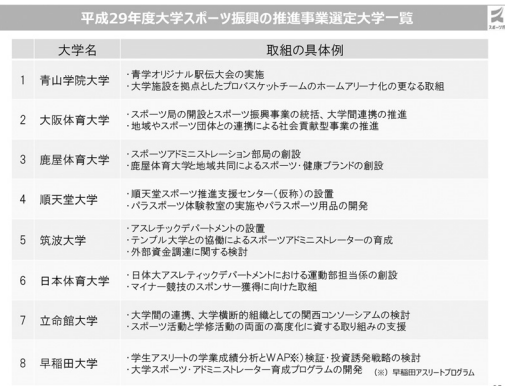 平成29年度大学スポーツ振興の推進事業選定大学一覧
大学名 取組の具体例
1 青山学院大学 ・青学オリジナル駅伝大会の実施
・大学施設を拠点としたプロバスケットチームのホームアリーナ化の更なる取組
2 大阪体育大学 ・スポーツ局の開設とスポーツ振興事業の統括、大学間連携の推進
・地域やスポーツ団体との連携による社会貢献型事業の推進
3 鹿屋体育大学 ・スポーツアドミニストレーション部局の創設
・鹿屋体育大学と地域共同によるスポーツ・健康ブランドの創設
4 順天堂大学 ・順天堂スポーツ推進支援センター（仮称）の設置
・パラスポーツ体験教室の実施やパラスポーツ用品の開発
5 筑波大学 ・アスレチックデパートメントの設置
・テンプル大学との協働によるスポーツアドミニストレーターの育成
・外部資金調達に関する検討
6 日本体育大学 ・日体大アスレティックデパートメントにおける運動部担当係の創設
・マイナー競技のスポンサー獲得に向けた取組
7 立命館大学 ・大学間の連携、大学横断的組織としての関西コンソーシアムの検討
・スポーツ活動と学修活動の両面の高度化に資する取り組みの支援
8 早稲田大学 ・学生アスリートの学業成績分析とWAP※）検証・投資誘発戦略の検討
・大学スポーツ・アドミニストレーター育成プログラムの開発 （※）早稲田アスリートプログラム